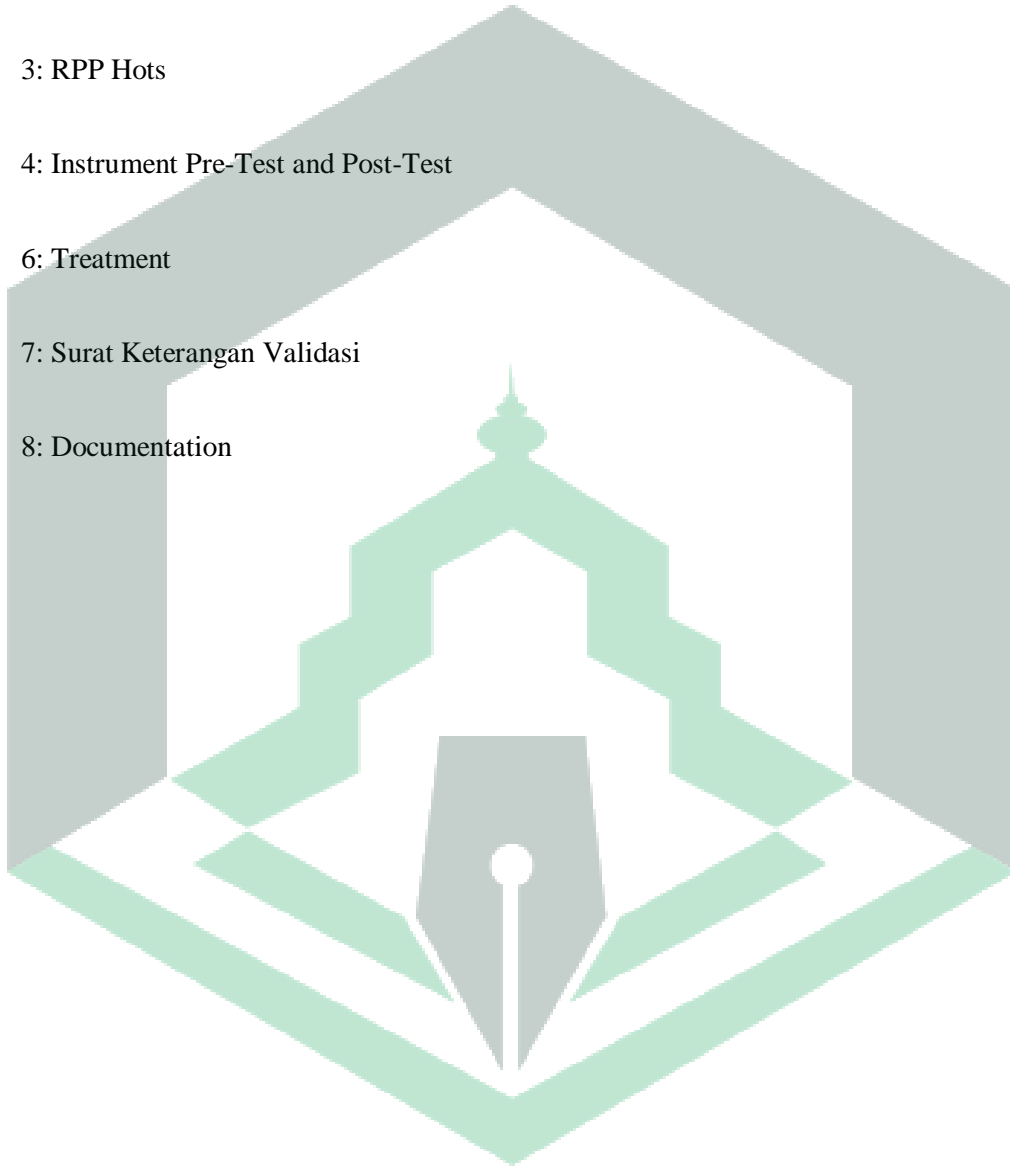 3: RPP Hots
4: Instrument Pre-Test and Post-Test
6: Treatment
7: Surat Keterangan Validasi
8: Documentation